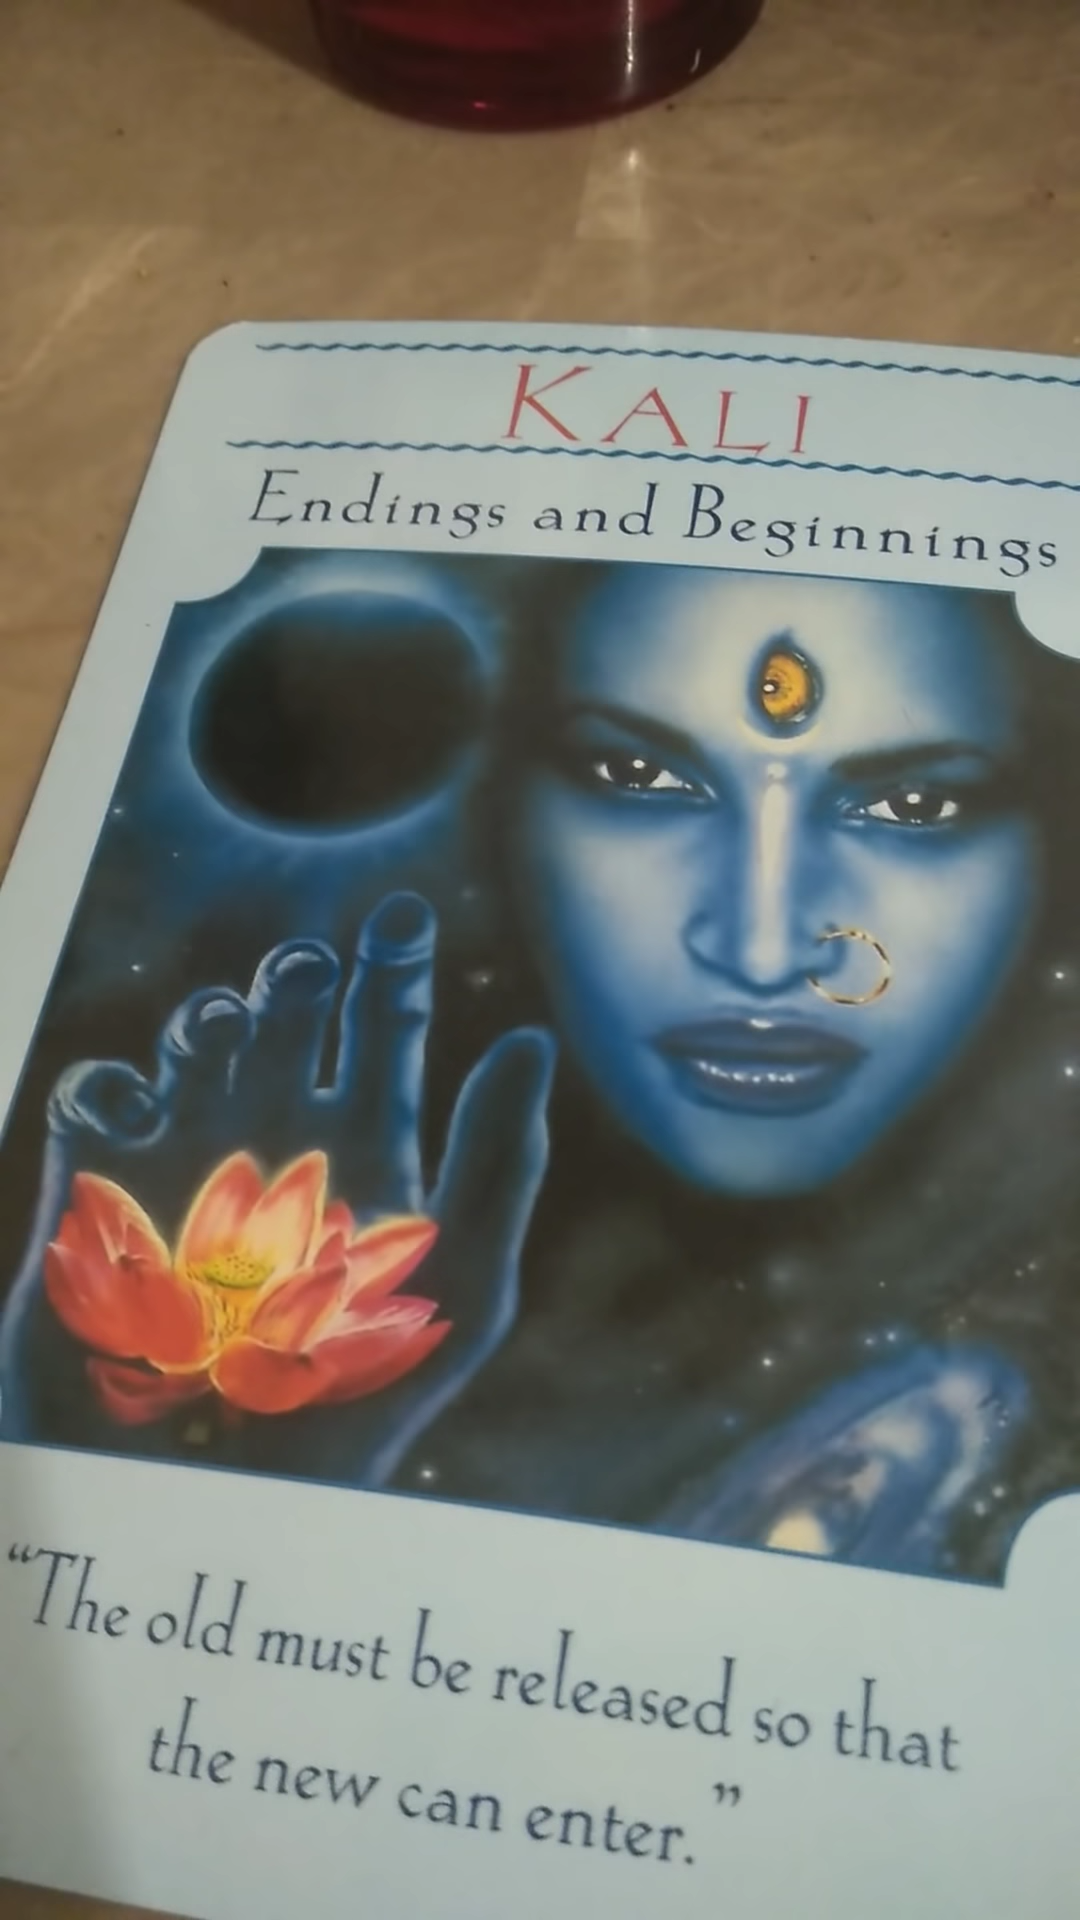 KALI
Endings and Beginnings
“The old must be released so that
the new can enter.”